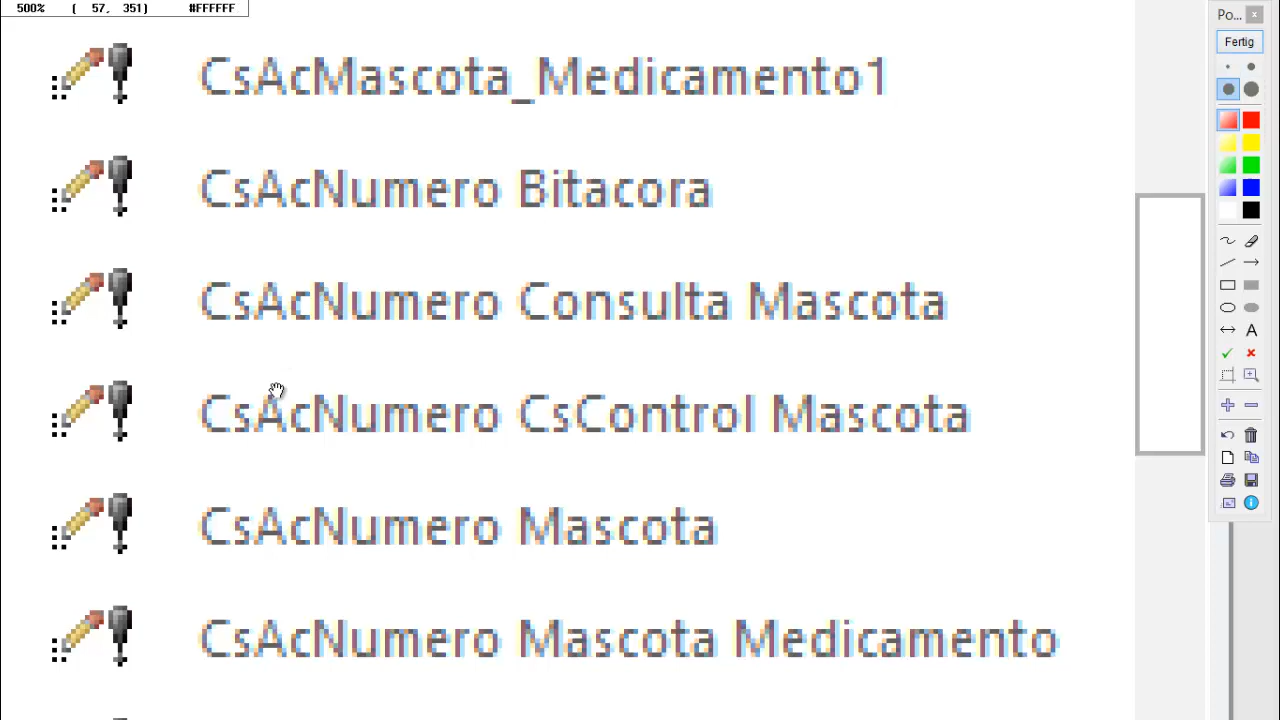 500% ( 57, 351) #FFFFFF
Po...
Fertig
CsAcMascota_Medicamento1
CsAcNumero Bitacora
CsAcNumero Consulta Mascota
CsAcNumero CsControl Mascota
CsAcNumero Mascota
CsAcNumero Mascota Medicamento
A